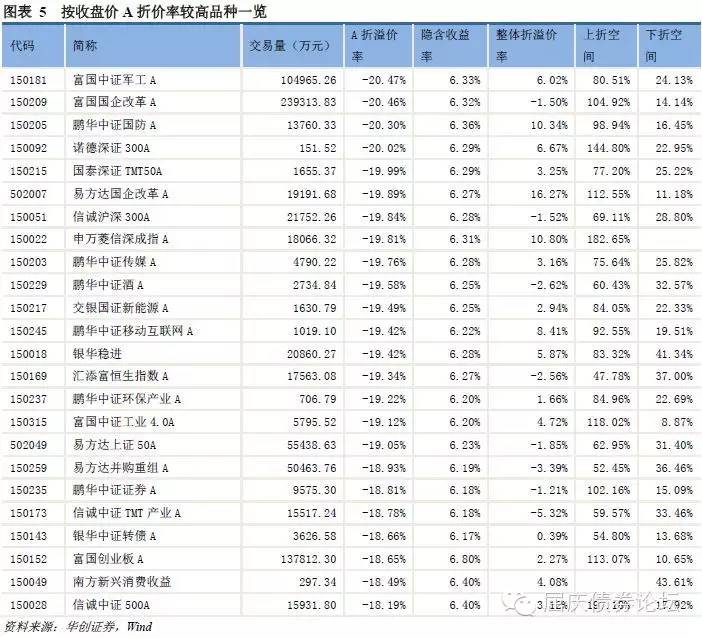 图表 5 按收盘价 A 折价率较高品种一览
代码 简称 交易量（万元） A 折溢价率 隐含收益率 整体折溢价率 上折空间 下折空间
150181 富国中证军工 A 104965.26 -20.47% 6.33% 6.02% 80.51% 24.13%
150209 富国国企改革 A 239313.83 -20.46% 6.32% -1.50% 104.92% 14.14%
150205 鹏华中证国防 A 13760.33 -20.30% 6.36% 10.34% 98.94% 16.45%
150092 诺德深证 300A 151.52 -20.02% 6.29% 6.67% 144.80% 22.95%
150215 国泰深证 TMT50A 1655.37 -19.99% 6.29% 3.25% 77.20% 25.22%
502007 易方达国企改革 A 19191.68 -19.89% 6.27% 16.27% 112.55% 11.18%
150051 信诚沪深 300A 21752.26 -19.84% 6.28% -1.52% 69.11% 28.80%
150022 申万菱信深成指 A 18066.32 -19.81% 6.31% 10.80% 182.65%
150203 鹏华中证传媒 A 4790.22 -19.76% 6.28% 3.16% 75.64% 25.82%
150229 鹏华中证酒 A 2734.84 -19.58% 6.25% -2.62% 60.43% 32.57%
150217 交银国证新能源 A 1630.79 -19.49% 6.25% 2.94% 84.05% 22.33%
150245 鹏华中证移动互联网 A 1019.10 -19.42% 6.22% 8.41% 92.55% 19.51%
150018 银华稳进 20860.27 -19.42% 6.28% 5.87% 83.32% 41.34%
150169 汇添富恒生指数 A 17563.08 -19.34% 6.27% -2.56% 47.78% 37.00%
150237 鹏华中证环保产业 A 706.79 -19.22% 6.20% 1.66% 84.96% 22.69%
150315 富国中证工业 4.0A 5795.52 -19.12% 6.20% 4.72% 118.02% 8.87%
502049 易方达上证 50A 55438.63 -19.05% 6.23% -1.85% 62.95% 31.40%
150259 易方达并购重组 A 50463.76 -18.93% 6.19% -3.39% 52.45% 36.46%
150235 鹏华中证证券 A 9575.30 -18.81% 6.18% -1.21% 102.16% 15.09%
150173 信诚中证 TMT 产业 A 15517.24 -18.78% 6.18% -5.32% 59.57% 33.46%
150143 银华中证转债 A 3626.58 -18.66% 6.17% 0.39% 54.80% 13.68%
150152 富国创业板 A 137812.30 -18.65% 6.80% 2.27% 113.07% 10.65%
150049 南方新兴消费收益 297.34 -18.49% 6.40% 4.08% 43.61%
150028 信诚中证 500A 15931.80 -18.19% 6.40%
屈庆债券论坛
资料来源：华创证券，Wind